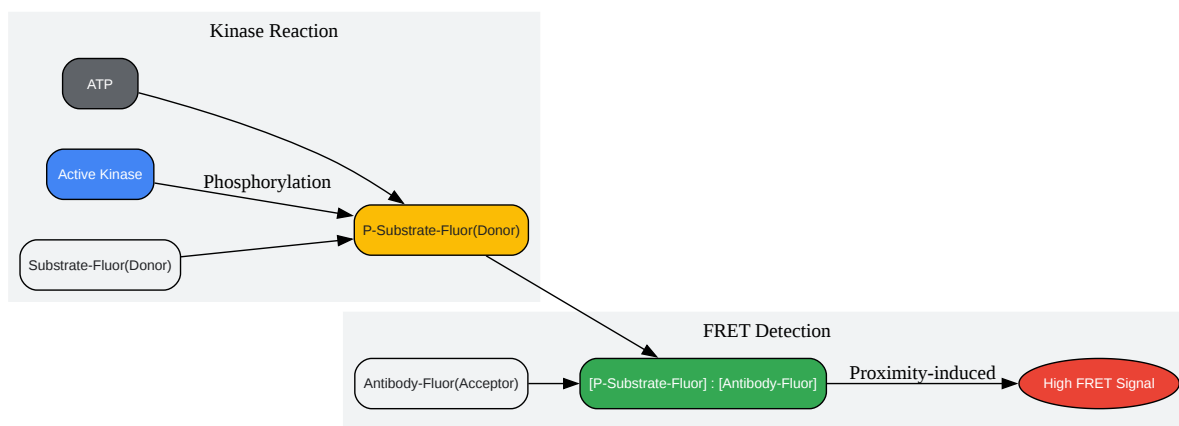 Kinase Reaction
ATP
Active Kinase
Phosphorylation
P-Substrate-Fluor(Donor)
Substrate-Fluor(Donor)
FRET Detection
Antibody-Fluor(Acceptor)
[P-Substrate-Fluor] : [Antibody-Fluor]
Proximity-induced
High FRET Signal